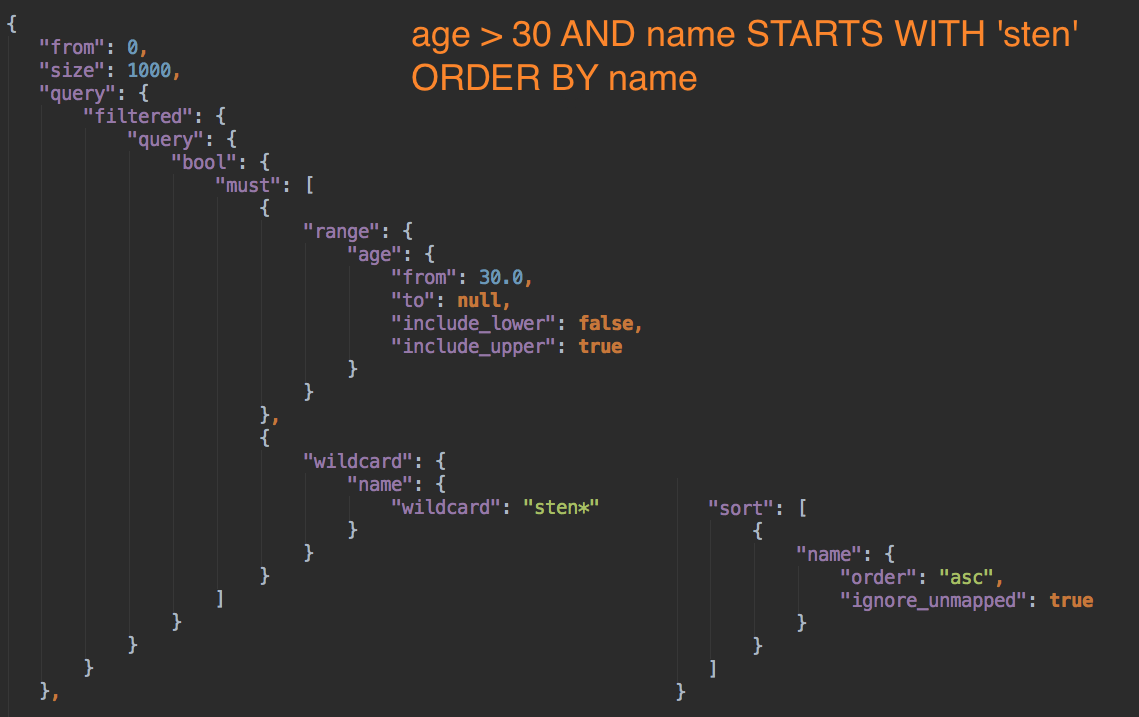 age > 30 AND name STARTS WITH 'sten'
ORDER BY name
{
    "from": 0,
    "size": 1000,
    "query": {
        "filtered": {
            "query": {
                "bool": {
                    "must": [
                        {
                            "range": {
                                "age": {
                                    "from": 30.0,
                                    "to": null,
                                    "include_lower": false,
                                    "include_upper": true
                                }
                            }
                        },
                        {
                            "wildcard": {
                                "name": {
                                    "wildcard": "sten*"
                                }
                            }
                        }
                    ]
                }
            }
        }
    },
    "sort": [
        {
            "name": {
                "order": "asc",
                "ignore_unmapped": true
            }
        }
    ]
}